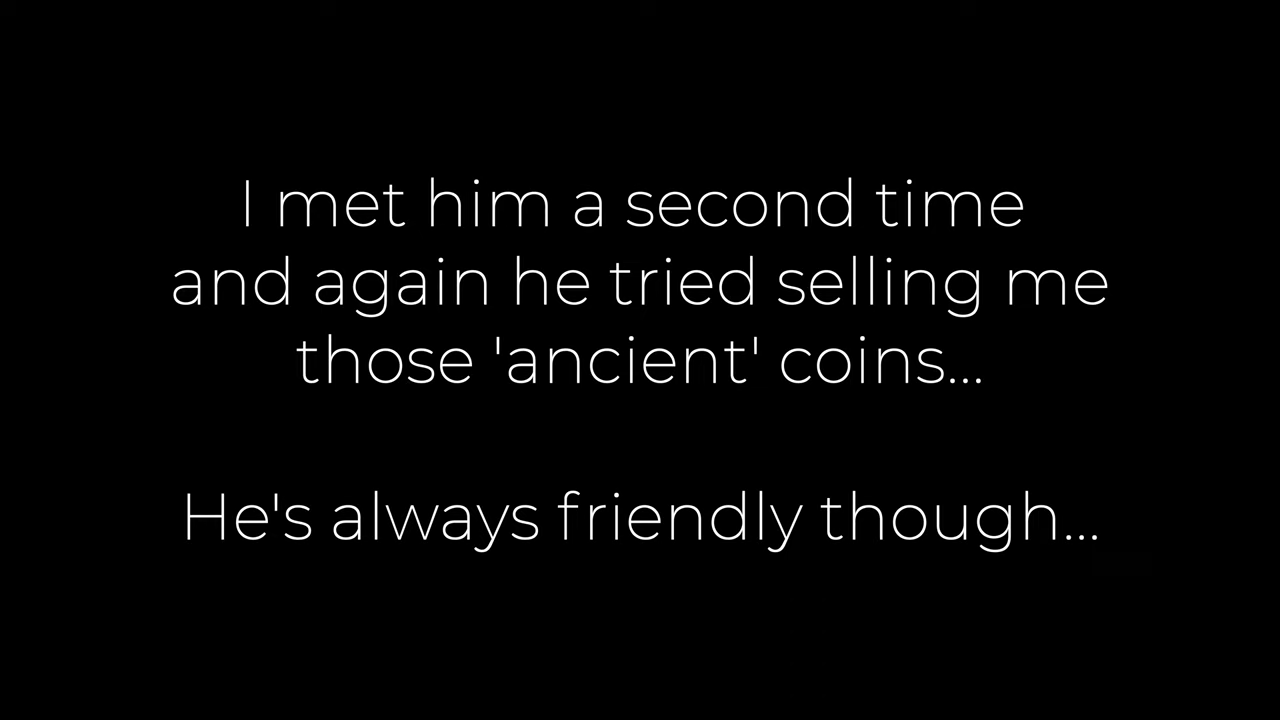 I met him a second time
and again he tried selling me
those 'ancient' coins...
He's always friendly though...